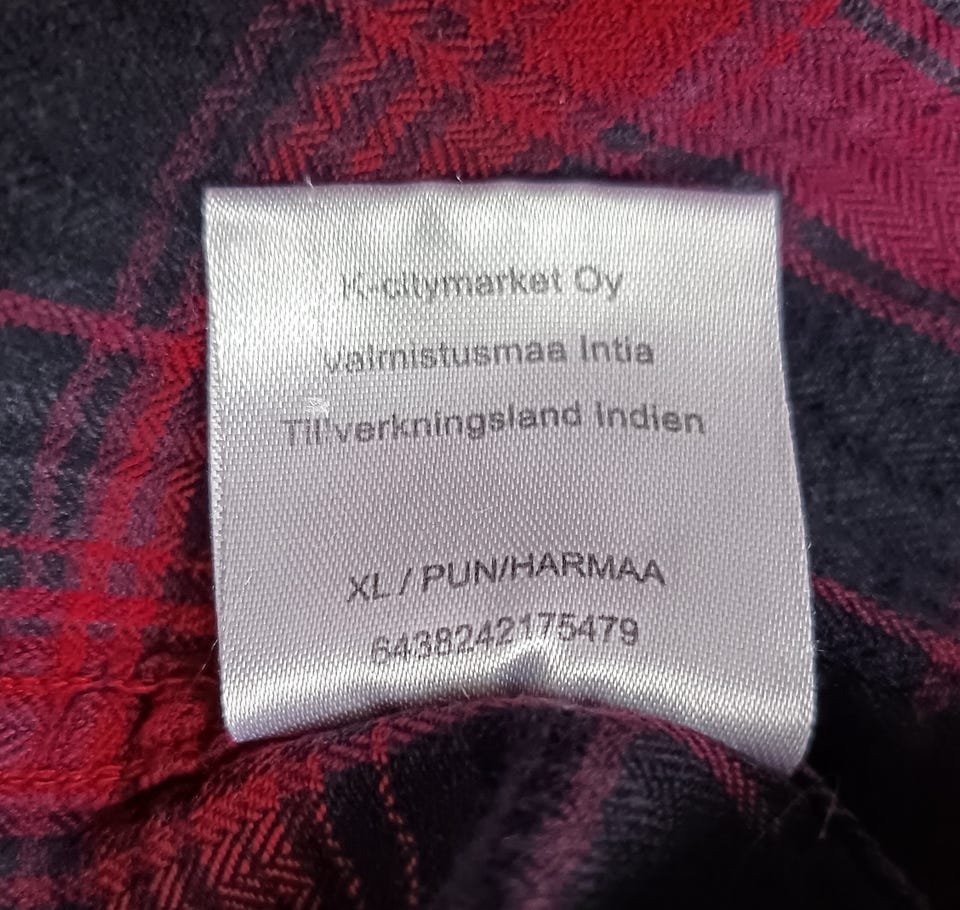 K-citymarket Oy
valmistusmaa Intia
Tillverkningsland Indien
XL / PUN/HARMAA
6438242175479